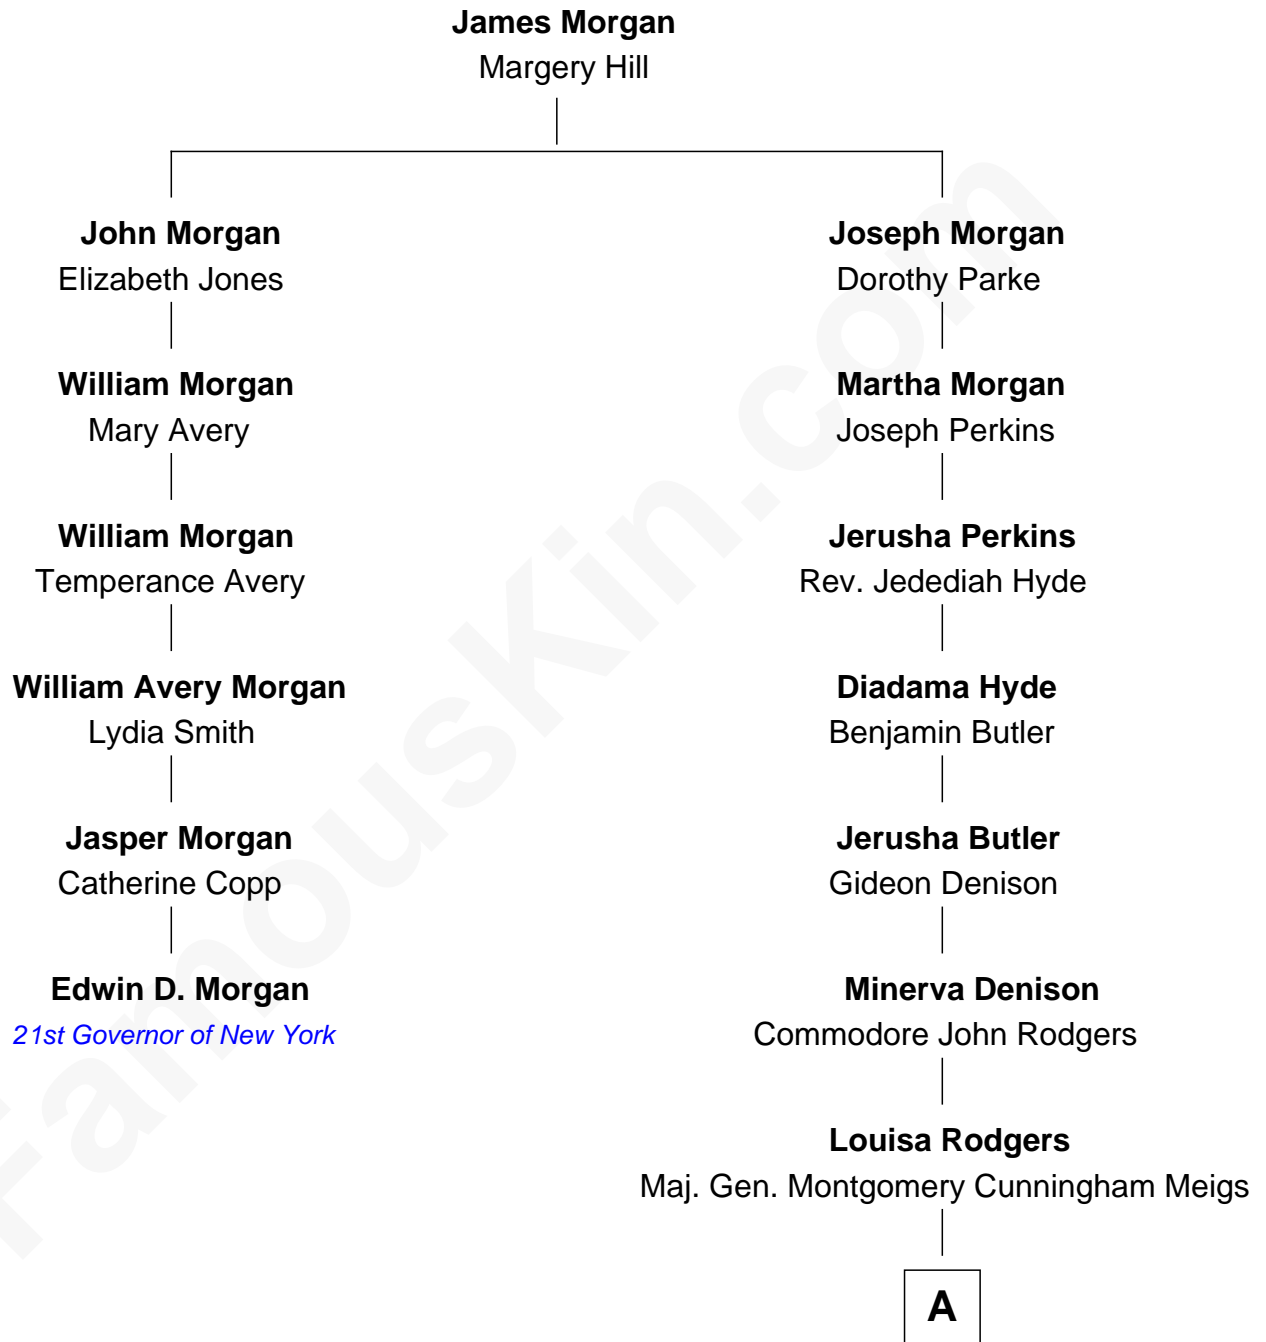 James Morgan
Margery Hill
John Morgan
Elizabeth Jones
William Morgan
Mary Avery
William Morgan
Temperance Avery
William Avery Morgan
Lydia Smith
Jasper Morgan
Catherine Copp
Edwin D. Morgan
21st Governor of New York
Joseph Morgan
Dorothy Parke
Martha Morgan
Joseph Perkins
Jerusha Perkins
Rev. Jedediah Hyde
Diadama Hyde
Benjamin Butler
Jerusha Butler
Gideon Denison
Minerva Denison
Commodore John Rodgers
Louisa Rodgers
Maj. Gen. Montgomery Cunningham Meigs
A
FamousKin.com